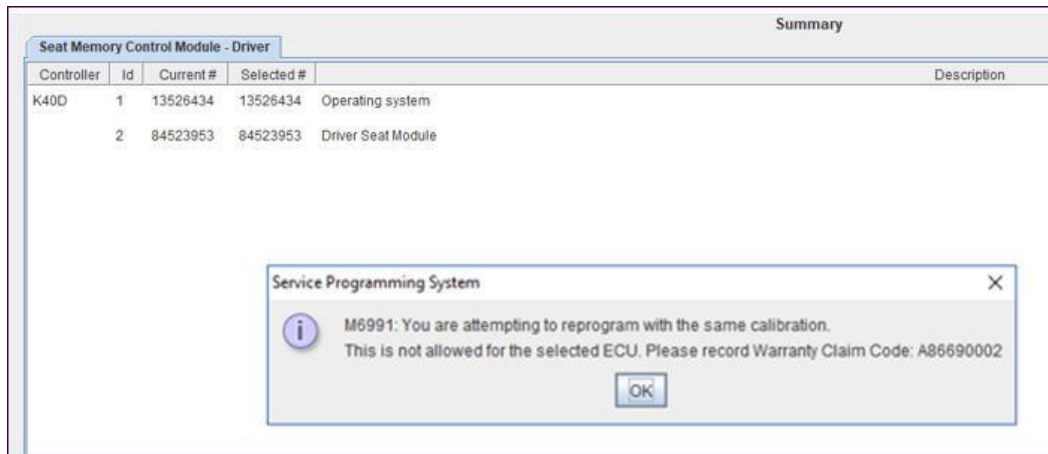 Summary
Seat Memory Control Module - Driver
Controller Id Current # Selected # Description
K40D 1 13526434 13526434 Operating system
2 84523953 84523953 Driver Seat Module
Service Programming System
M6991: You are attempting to reprogram with the same calibration.
This is not allowed for the selected ECU. Please record Warranty Claim Code: A86690002
OK